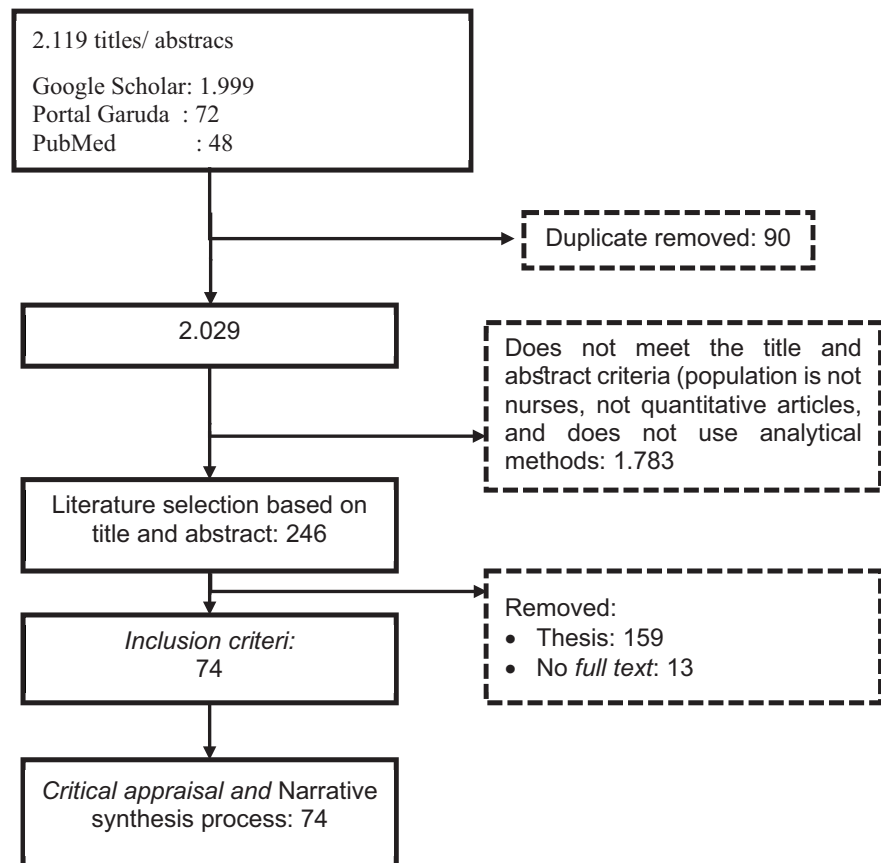 2.119 titles/ abstracs
Google Scholar: 1.999
Portal Garuda : 72
PubMed : 48
Duplicate removed: 90
2.029
Does not meet the title and
abstract criteria (population is not
nurses, not quantitative articles,
and does not use analytical
methods: 1.783
Literature selection based on
title and abstract: 246
Removed:
• Thesis: 159
• No full text: 13
Inclusion criteri:
74
Critical appraisal and Narrative
synthesis process: 74